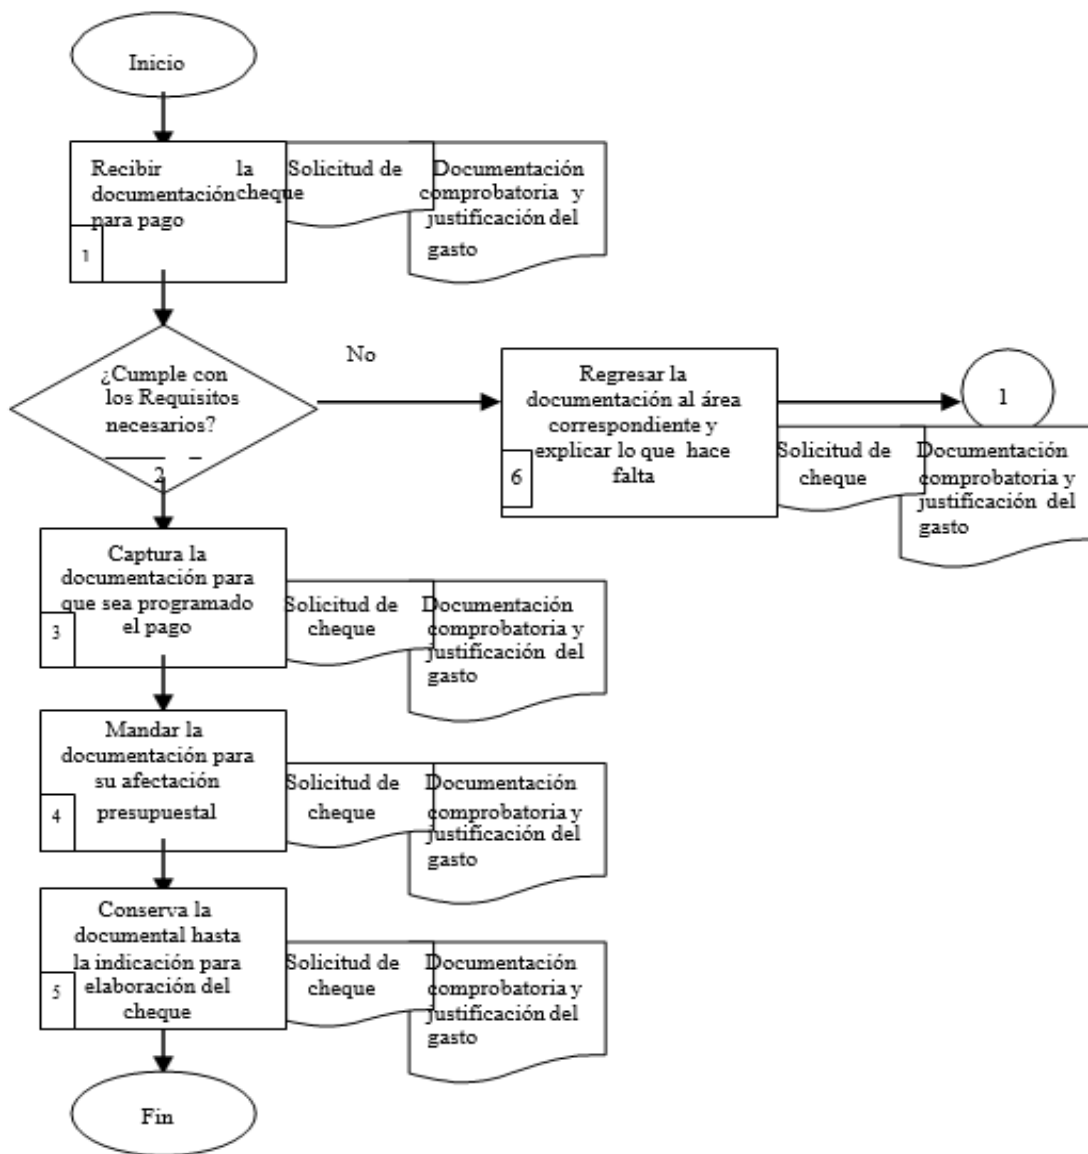 Inicio
Recibir la
documentación
para pago
1
Solicitud de
cheque
Documentación
comprobatoria y
justificación del
gasto
¿Cumple con
los Requisitos
necesarios?
2
No
Regresar la
documentación al área
correspondiente y
explicar lo que hace
falta
6
1
Solicitud de
cheque
Documentación
comprobatoria y
justificación del
gasto
Captura la
documentación para
que sea programado
el pago
3
Solicitud de
cheque
Documentación
comprobatoria y
justificación del
gasto
Mandar la
documentación para
su afectación
presupuestal
4
Solicitud de
cheque
Documentación
comprobatoria y
justificación del
gasto
Conserva la
documental hasta
la indicación para
elaboración del
cheque
5
Solicitud de
cheque
Documentación
comprobatoria y
justificación del
gasto
Fin